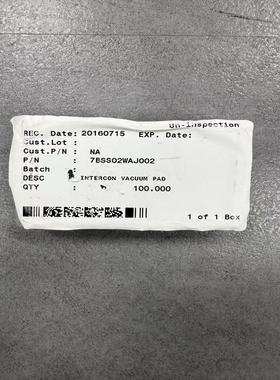 Un-Inspection
REC. Date: 20160715 EXP. Date:
Cust.Lot :
Cust.P/N : NA
P/N : 7BSS02WAJ002
Batch :
DESC INTERCON VACUUM PAD
QTY : 100.000
1 of 1 Box